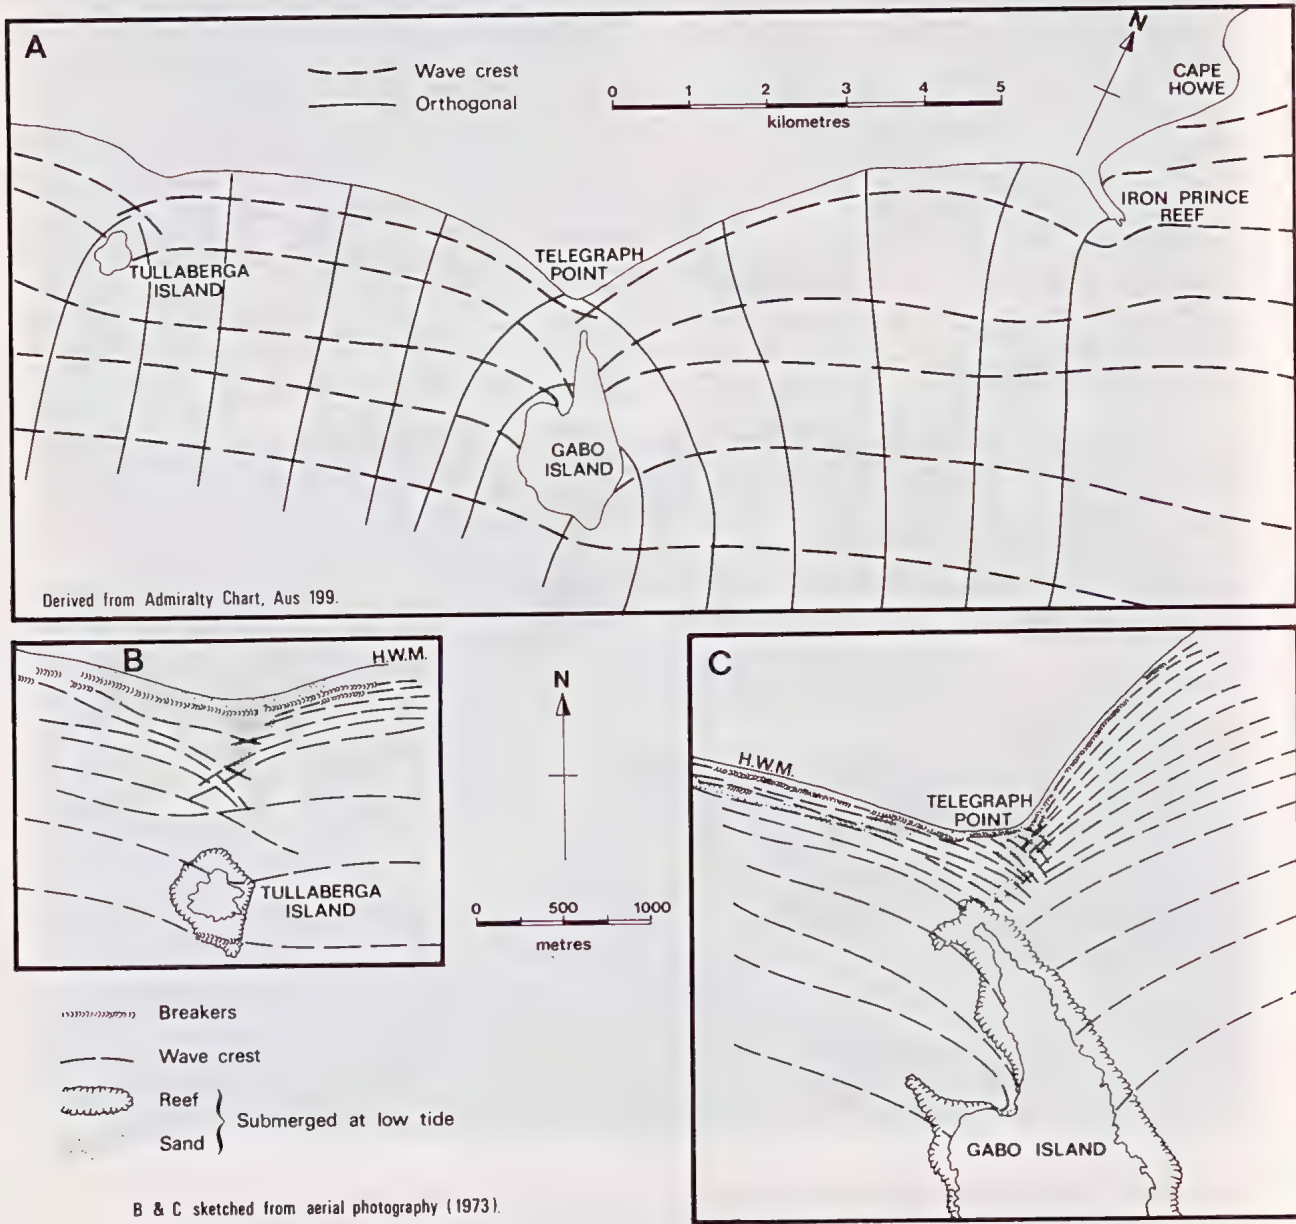 A
Wave crest
Orthogonal
0 1 2 3 4 5
kilometres
N
CAPE
HOWE
IRON PRINCE
REEF
TELEGRAPH
POINT
TULLABERGA
ISLAND
GABO
ISLAND
Derived from Admiralty Chart, Aus 199.
B
H.W.M.
TULLABERGA
ISLAND
N
0 500 1000
metres
C
H.W.M.
TELEGRAPH
POINT
GABO ISLAND
Breakers
Wave crest
Reef
Submerged at low tide
Sand
B & C sketched from aerial photography (1973).